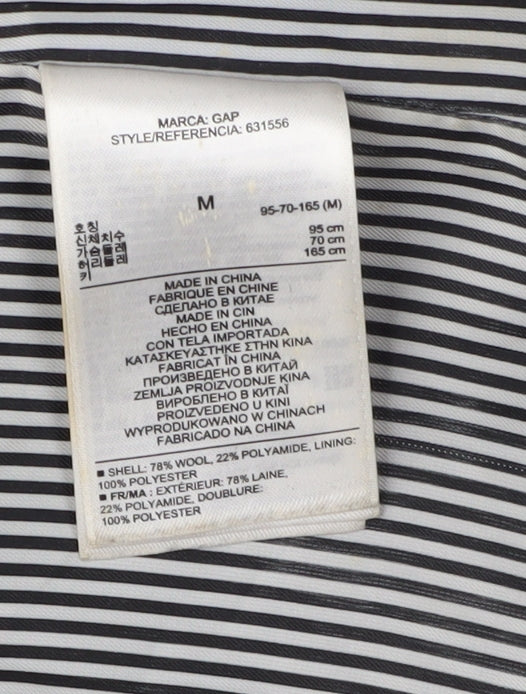 MARCA: GAP
STYLE/REFERENCIA: 631556
M
호칭 95-70-165 (M)
신체치수
가슴둘레 95 cm
허리둘레 70 cm
키 165 cm
MADE IN CHINA
FABRIQUE EN CHINE
СДЕЛАНО В КИТАЕ
MADE IN CIN
HECHO EN CHINA
CON TELA IMPORTADA
ΚΑΤΑΣΚΕΥΑΣΤΗΚΕ ΣΤΗΝ ΚΙΝΑ
FABRICAT ÎN CHINA
ПРОИЗВЕДЕНО В КИТАЙ
ZEMLJA PROIZVODNJE KINA
ВИРОБЛЕНО В КИТАЇ
PROIZVEDENO U KINI
WYPRODUKOWANO W CHINACH
FABRICADO NA CHINA
■ SHELL: 78% WOOL, 22% POLYAMIDE, LINING:
100% POLYESTER
■ FR/MA : EXTÉRIEUR: 78% LAINE,
22% POLYAMIDE, DOUBLURE:
100% POLYESTER